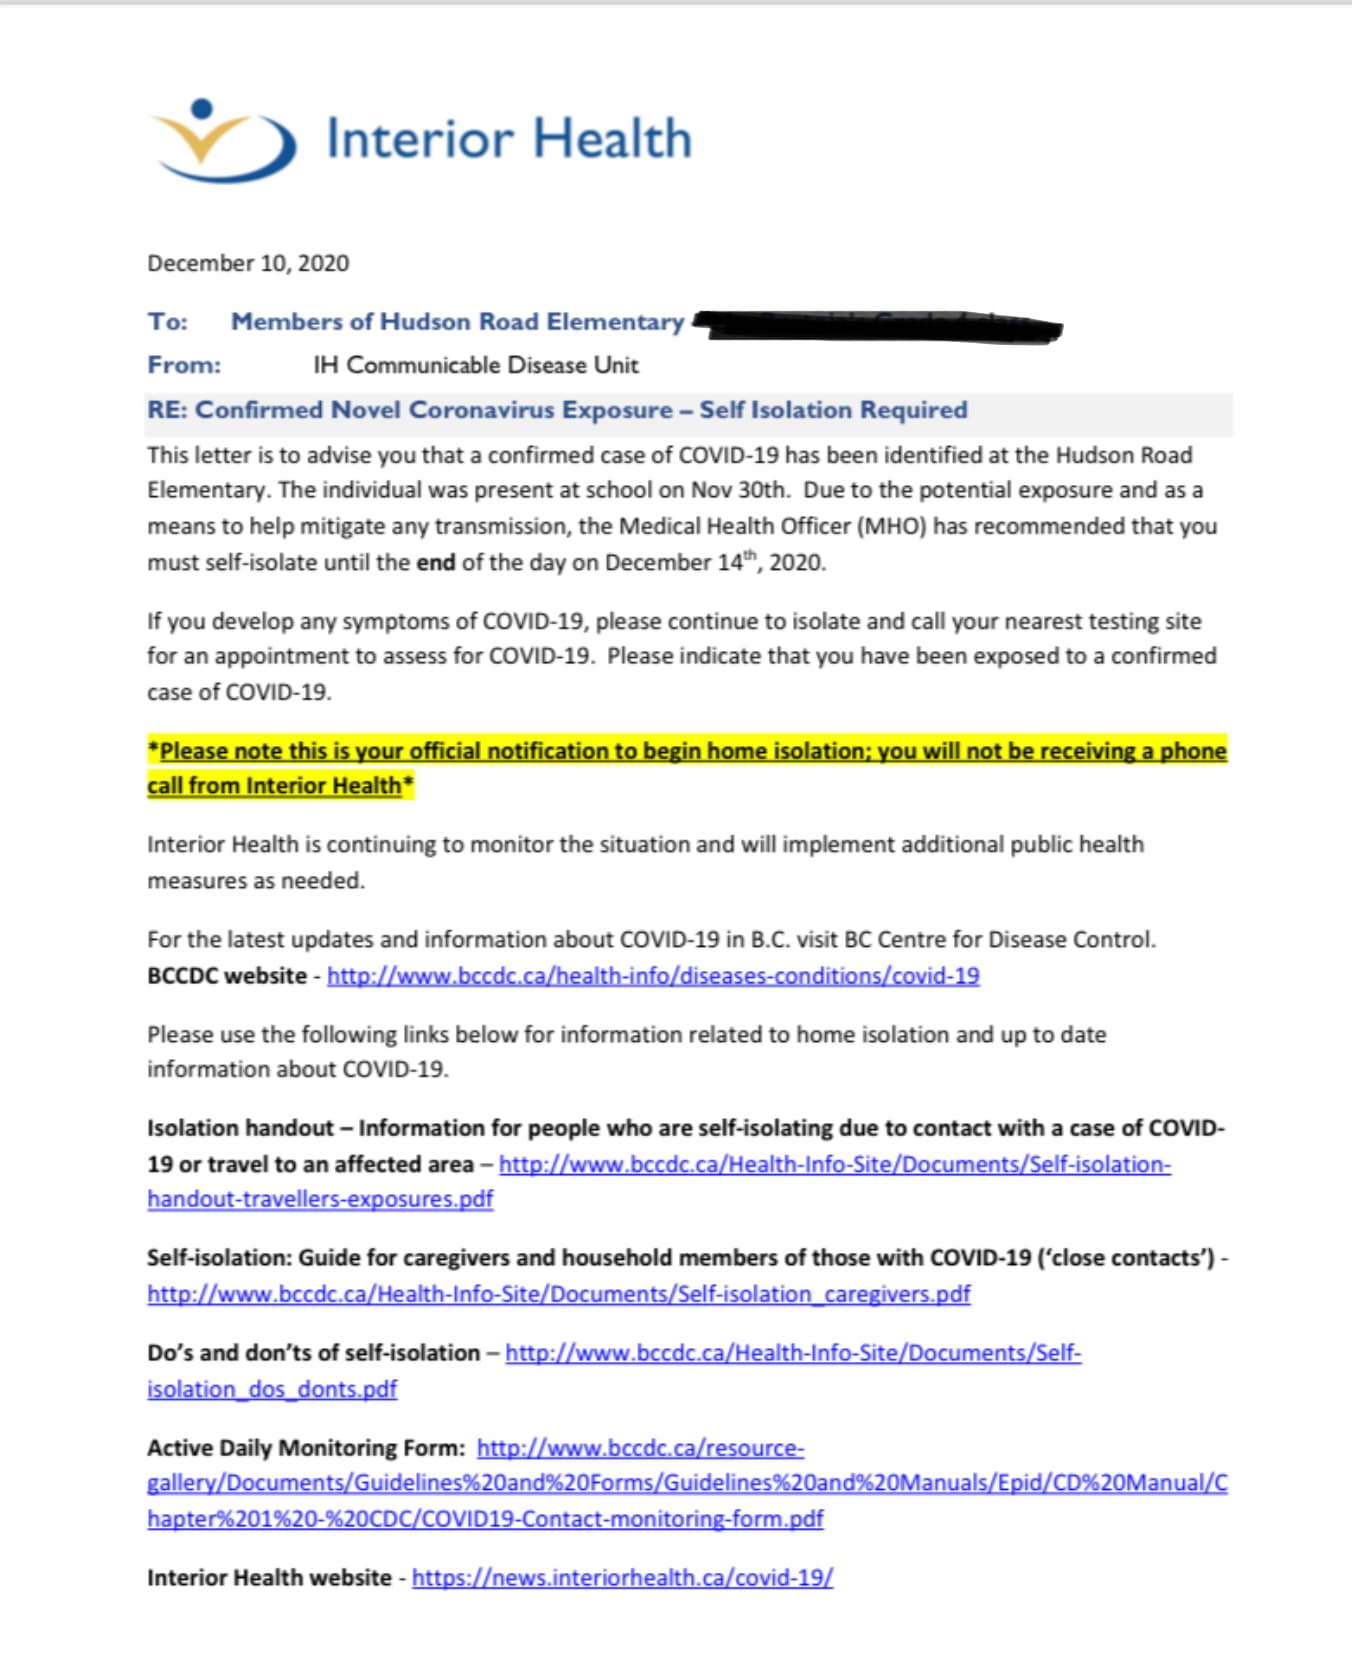 Interior Health
December 10, 2020
To: Members of Hudson Road Elementary
From: IH Communicable Disease Unit
RE: Confirmed Novel Coronavirus Exposure – Self Isolation Required
This letter is to advise you that a confirmed case of COVID-19 has been identified at the Hudson Road
Elementary. The individual was present at school on Nov 30th.  Due to the potential exposure and as a
means to help mitigate any transmission, the Medical Health Officer (MHO) has recommended that you
must self-isolate until the end of the day on December 14th, 2020.
If you develop any symptoms of COVID-19, please continue to isolate and call your nearest testing site
for an appointment to assess for COVID-19.  Please indicate that you have been exposed to a confirmed
case of COVID-19.
*Please note this is your official notification to begin home isolation; you will not be receiving a phone
call from Interior Health*
Interior Health is continuing to monitor the situation and will implement additional public health
measures as needed.
For the latest updates and information about COVID-19 in B.C. visit BC Centre for Disease Control.
BCCDC website - http://www.bccdc.ca/health-info/diseases-conditions/covid-19
Please use the following links below for information related to home isolation and up to date
information about COVID-19.
Isolation handout – Information for people who are self-isolating due to contact with a case of COVID-
19 or travel to an affected area – http://www.bccdc.ca/Health-Info-Site/Documents/Self-isolation-
handout-travellers-exposures.pdf
Self-isolation: Guide for caregivers and household members of those with COVID-19 (‘close contacts’) -
http://www.bccdc.ca/Health-Info-Site/Documents/Self-isolation_caregivers.pdf
Do’s and don’ts of self-isolation – http://www.bccdc.ca/Health-Info-Site/Documents/Self-
isolation_dos_donts.pdf
Active Daily Monitoring Form:  http://www.bccdc.ca/resource-
gallery/Documents/Guidelines%20and%20Forms/Guidelines%20and%20Manuals/Epid/CD%20Manual/C
hapter%201%20-%20CDC/COVID19-Contact-monitoring-form.pdf
Interior Health website - https://news.interiorhealth.ca/covid-19/